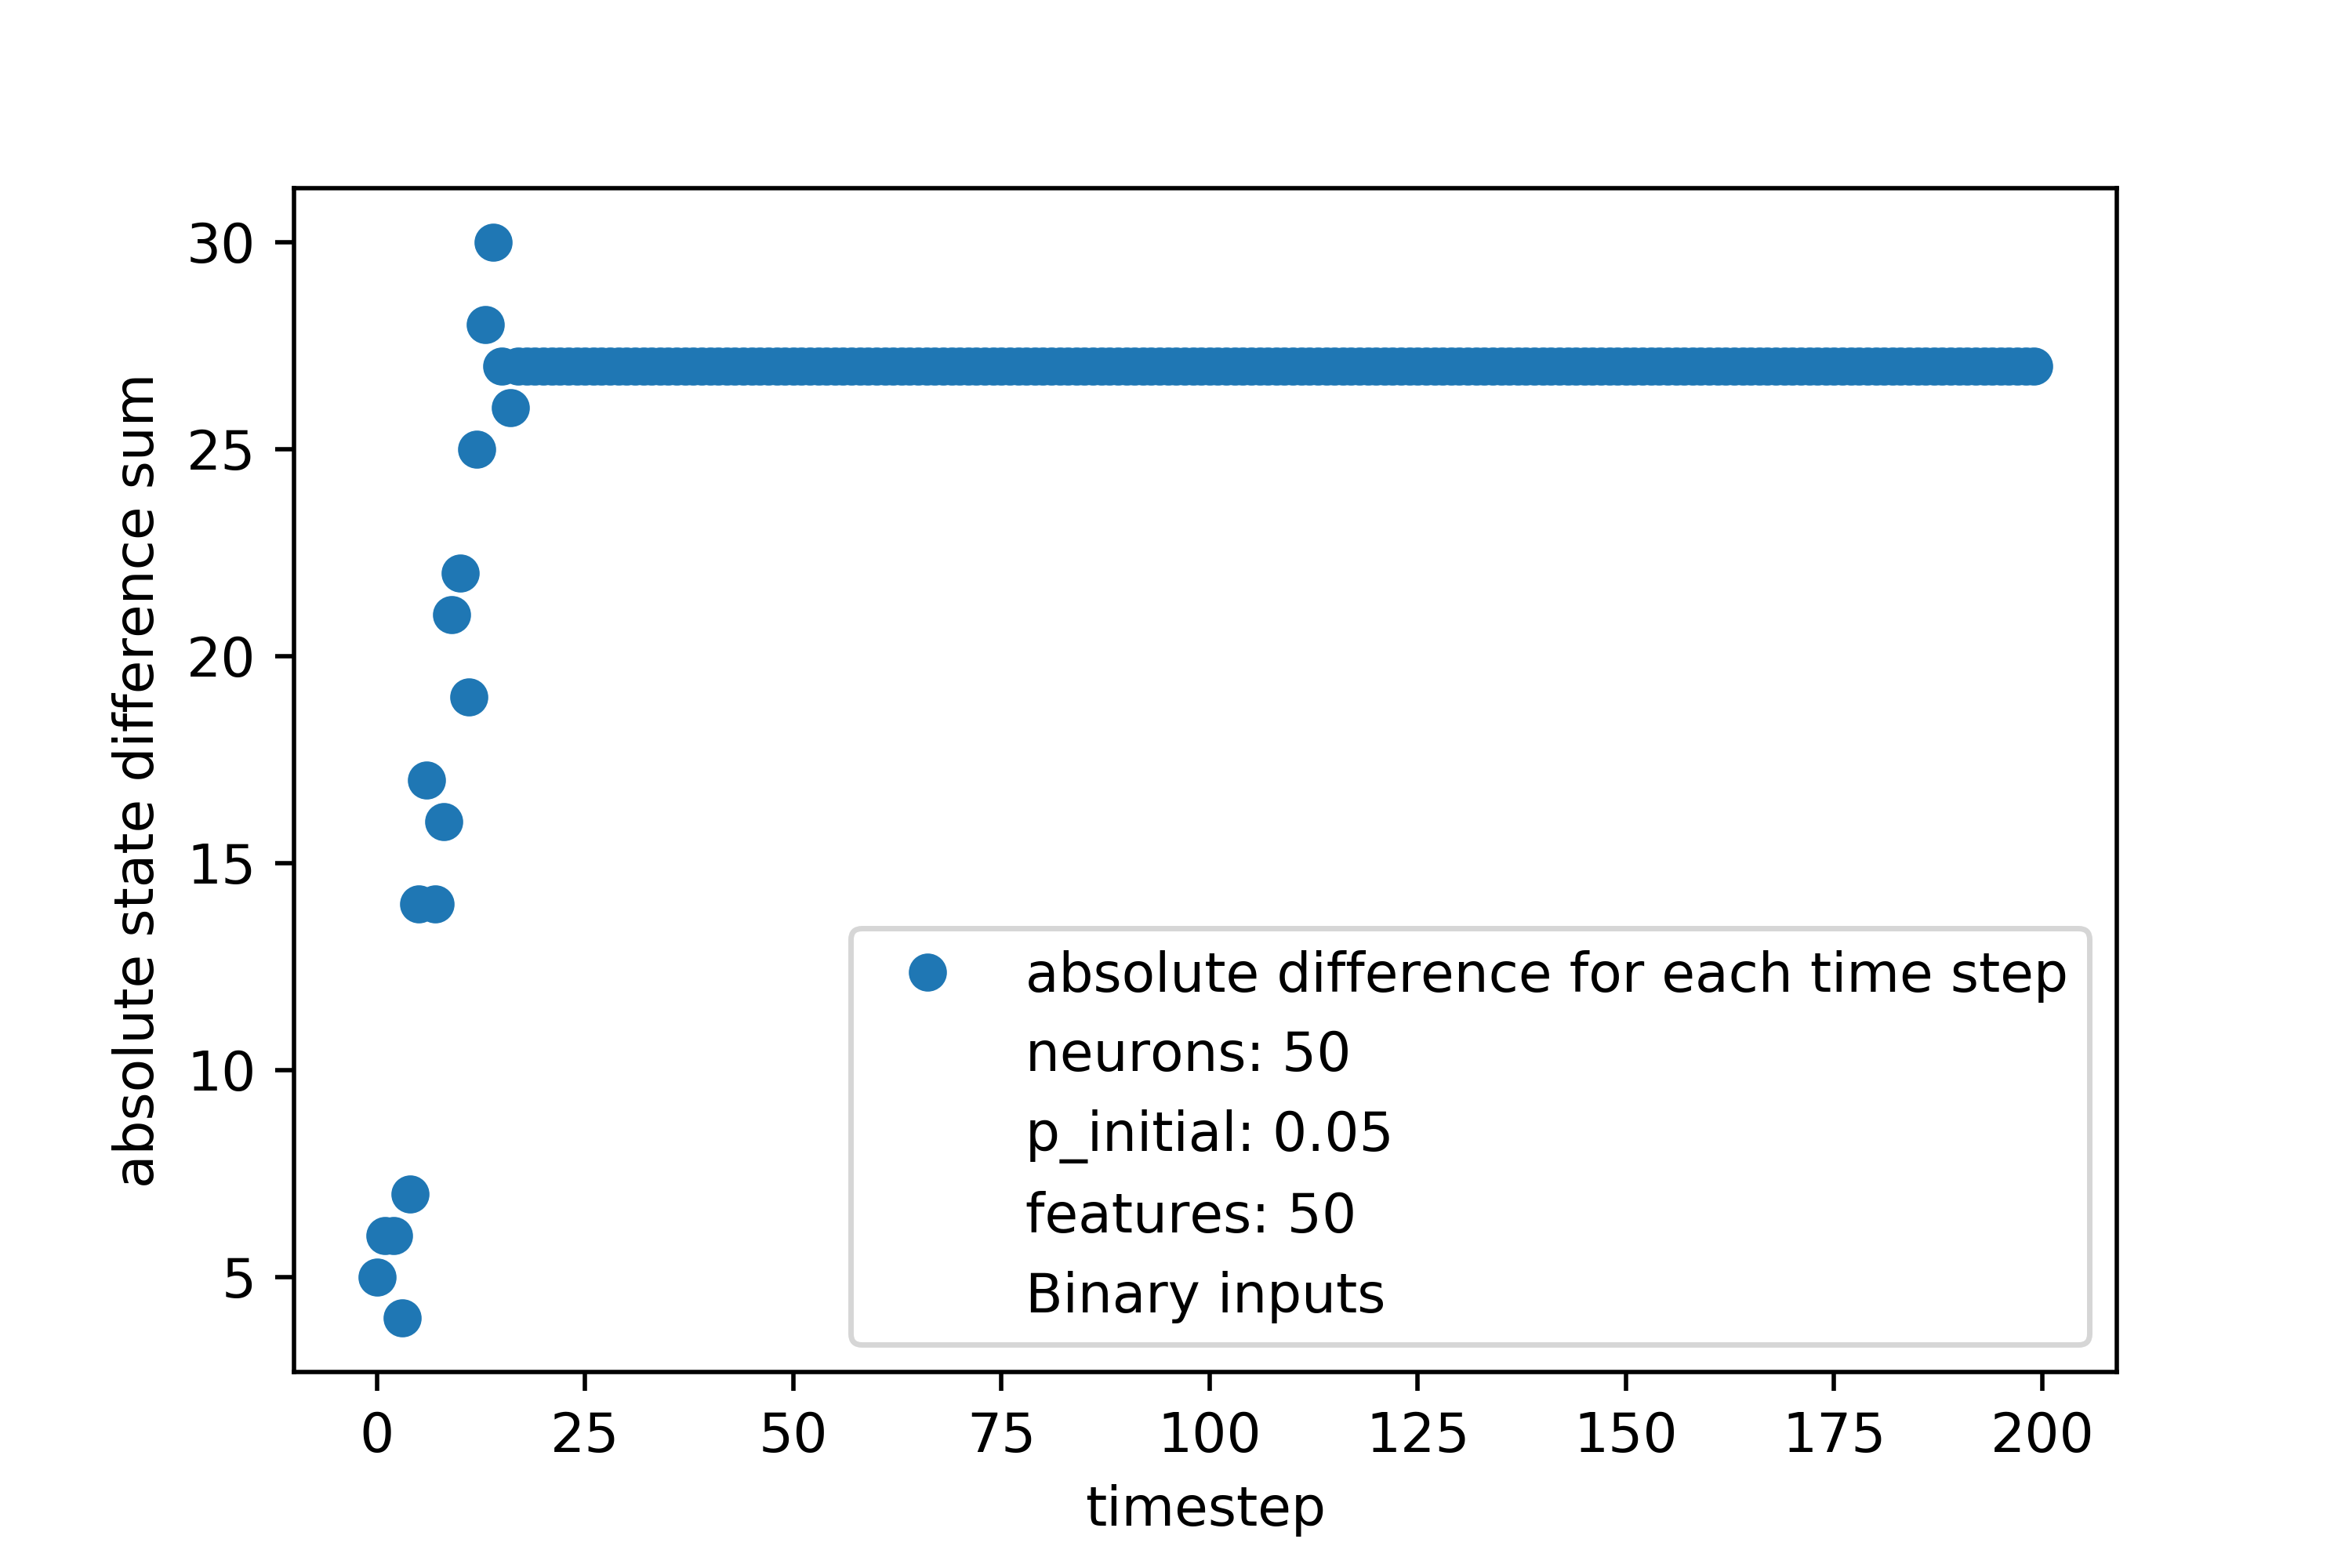 30
25
20
15
10
5
absolute state difference sum
absolute difference for each time step
neurons: 50
p_initial: 0.05
features: 50
Binary inputs
0 25 50 75 100 125 150 175 200
timestep